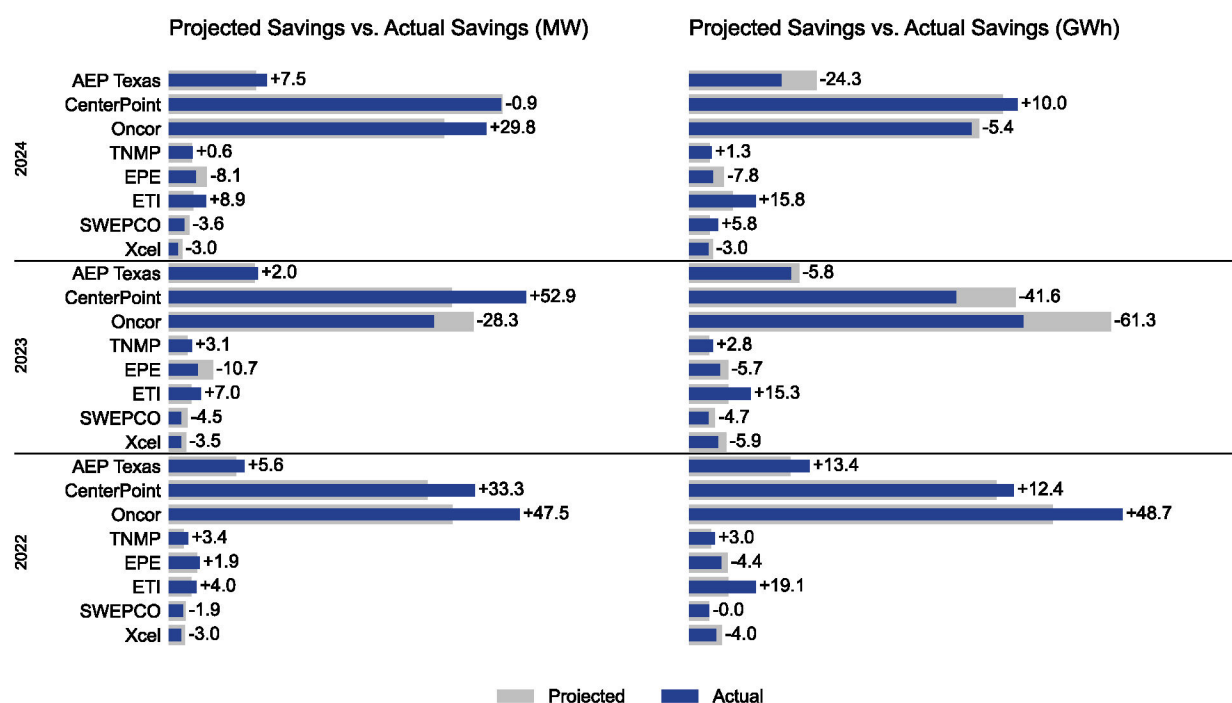 Projected Savings vs. Actual Savings (MW) Projected Savings vs. Actual Savings (GWh)
2024
AEP Texas +7.5 -24.3
CenterPoint -0.9 +10.0
Oncor +29.8 -5.4
TNMP +0.6 +1.3
EPE -8.1 -7.8
ETI +8.9 +15.8
SWEPCO -3.6 +5.8
Xcel -3.0 -3.0
2023
AEP Texas +2.0 -5.8
CenterPoint +52.9 -41.6
Oncor -28.3 -61.3
TNMP +3.1 +2.8
EPE -10.7 -5.7
ETI +7.0 +15.3
SWEPCO -4.5 -4.7
Xcel -3.5 -5.9
2022
AEP Texas +5.6 +13.4
CenterPoint +33.3 +12.4
Oncor +47.5 +48.7
TNMP +3.4 +3.0
EPE +1.9 -4.4
ETI +4.0 +19.1
SWEPCO -1.9 -0.0
Xcel -3.0 -4.0
Projected Actual